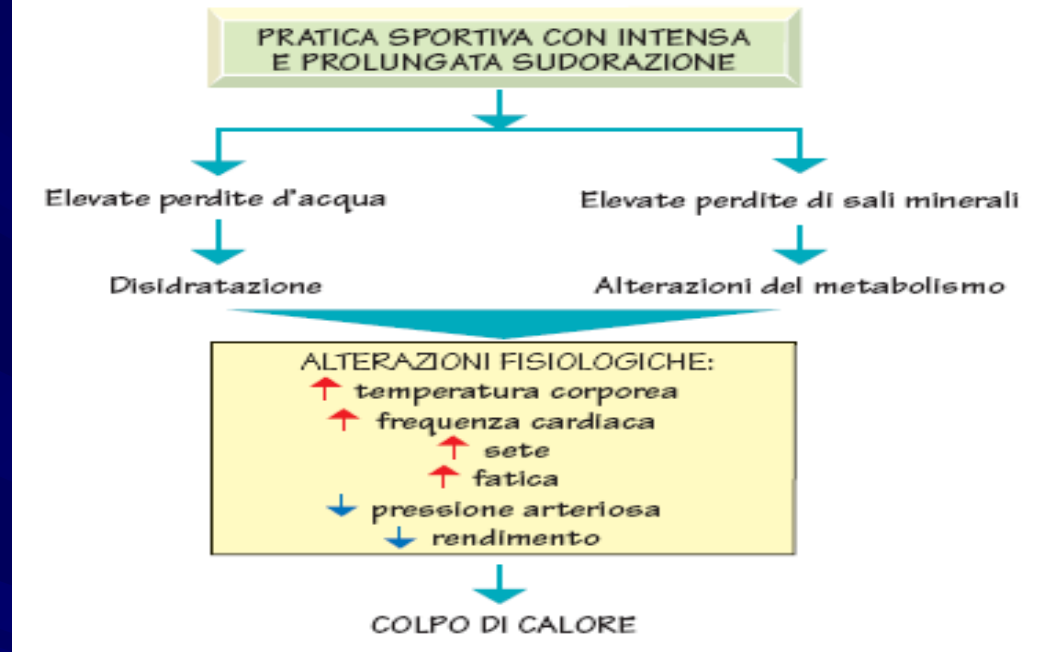 PRATICA SPORTIVA CON INTENSA
E PROLUNGATA SUDORAZIONE
Elevate perdite d'acqua
Elevate perdite di sali minerali
Disidratazione
Alterazioni del metabolismo
ALTERAZIONI FISIOLOGICHE:
temperatura corporea
frequenza cardiaca
sete
fatica
pressione arteriosa
rendimento
COLPO DI CALORE